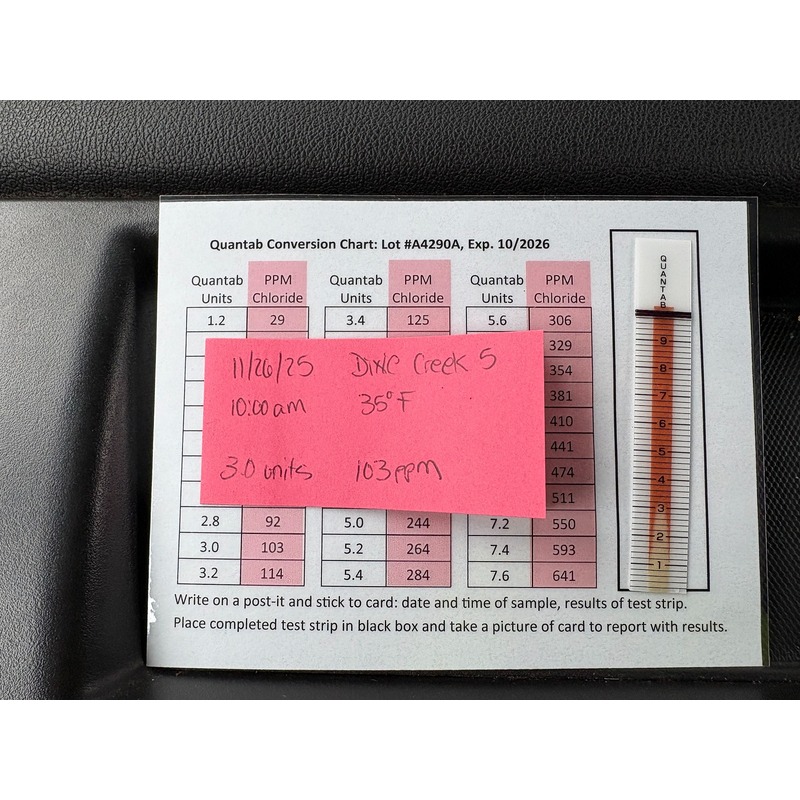 Quantab Conversion Chart: Lot #A4290A, Exp. 10/2026
Quantab Units PPM Chloride Quantab Units PPM Chloride Quantab Units PPM Chloride
1.2 29 3.4 125 5.6 306
329
354
381
410
441
474
511
11/26/25 DINC Creek 5
10:00 am 35°F
3.0 units 103 ppm
2.8 92 5.0 244 7.2 550
3.0 103 5.2 264 7.4 593
3.2 114 5.4 284 7.6 641
Write on a post-it and stick to card: date and time of sample, results of test strip.
Place completed test strip in black box and take a picture of card to report with results.
QUANTAB
9
8
7
6
5
4
3
2
1